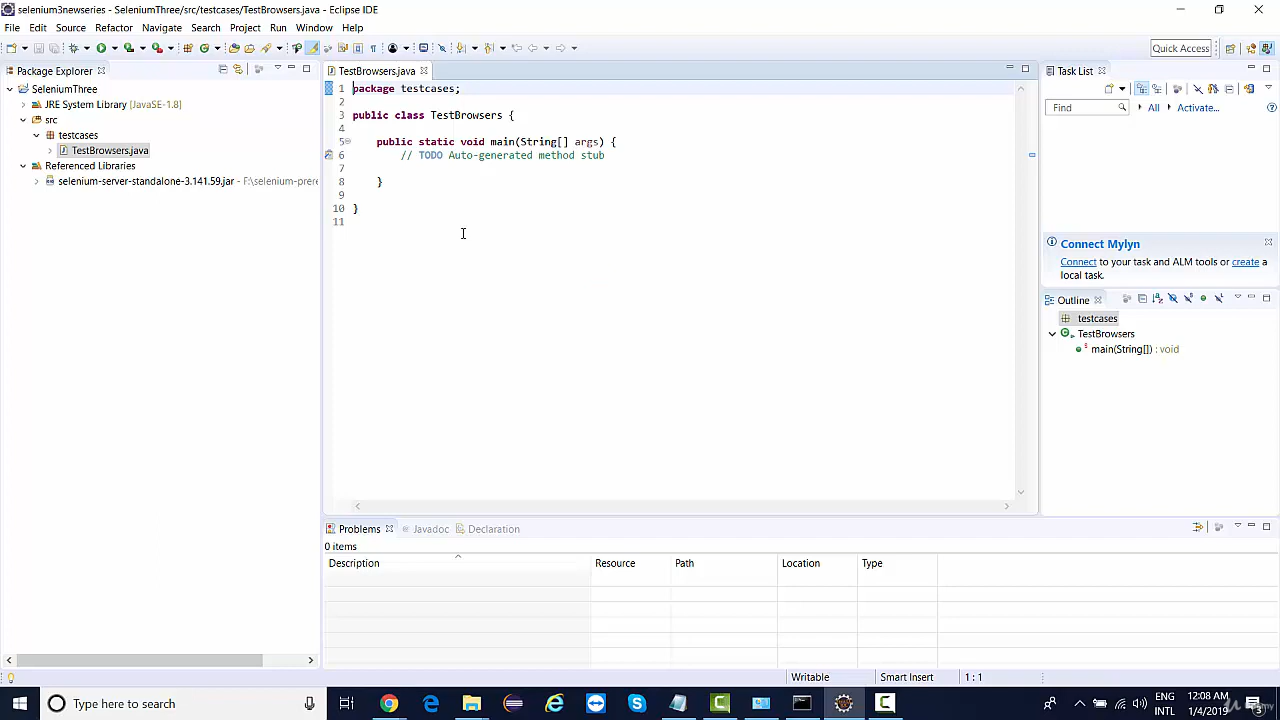 selenium3newseries - SeleniumThree/src/testcases/TestBrowsers.java - Eclipse IDE
File Edit Source Refactor Navigate Search Project Run Window Help
Quick Access
Package Explorer
SeleniumThree
JRE System Library [JavaSE-1.8]
src
testcases
TestBrowsers.java
Referenced Libraries
selenium-server-standalone-3.141.59.jar - F:\selenium-prere
TestBrowsers.java
1 package testcases;
2
3 public class TestBrowsers {
4
5 public static void main(String[] args) {
6 // TODO Auto-generated method stub
7
8 }
9
10 }
11
Task List
Find All Activate...
Connect Mylyn
Connect to your task and ALM tools or create a
local task.
Outline
testcases
TestBrowsers
main(String[]) : void
Problems Javadoc Declaration
0 items
Description Resource Path Location Type
Writable Smart Insert 1 : 1
Type here to search
ENG
INTL
12:08 AM
1/4/2019